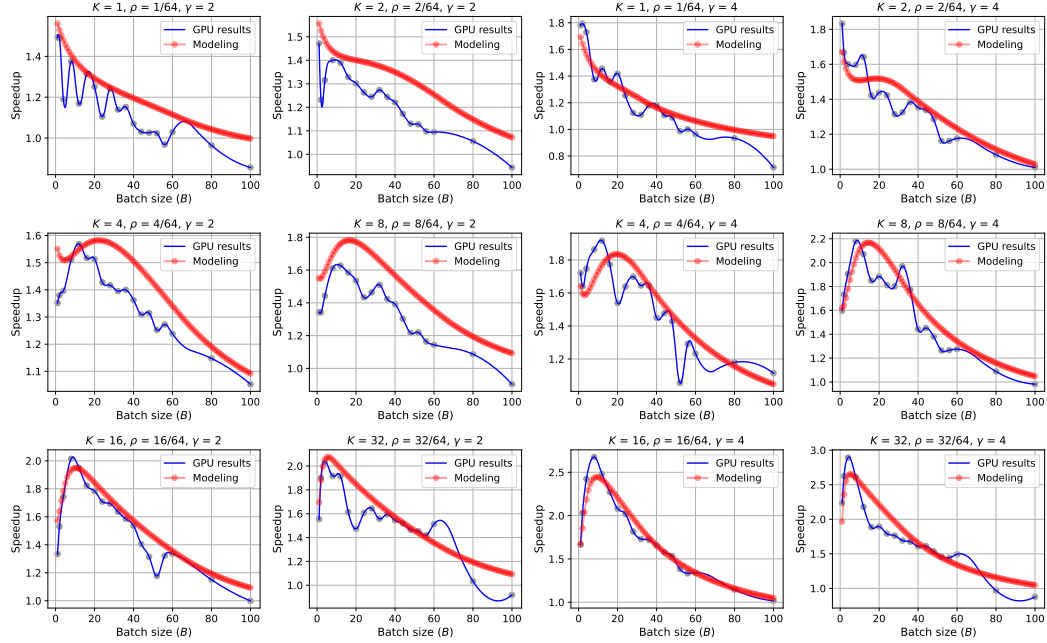 K = 1, ρ = 1/64, γ = 2
Speedup
1.4
1.2
1.0
GPU results
Modeling
0 20 40 60 80 100
Batch size (B)
K = 2, ρ = 2/64, γ = 2
Speedup
1.5
1.4
1.3
1.2
1.1
1.0
GPU results
Modeling
0 20 40 60 80 100
Batch size (B)
K = 1, ρ = 1/64, γ = 4
Speedup
1.8
1.6
1.4
1.2
1.0
0.8
GPU results
Modeling
0 20 40 60 80 100
Batch size (B)
K = 2, ρ = 2/64, γ = 4
Speedup
1.8
1.6
1.4
1.2
1.0
GPU results
Modeling
0 20 40 60 80 100
Batch size (B)
K = 4, ρ = 4/64, γ = 2
Speedup
1.6
1.5
1.4
1.3
1.2
1.1
GPU results
Modeling
0 20 40 60 80 100
Batch size (B)
K = 8, ρ = 8/64, γ = 2
Speedup
1.8
1.6
1.4
1.2
1.0
GPU results
Modeling
0 20 40 60 80 100
Batch size (B)
K = 4, ρ = 4/64, γ = 4
Speedup
1.8
1.6
1.4
1.2
GPU results
Modeling
0 20 40 60 80 100
Batch size (B)
K = 8, ρ = 8/64, γ = 4
Speedup
2.2
2.0
1.8
1.6
1.4
1.2
1.0
GPU results
Modeling
0 20 40 60 80 100
Batch size (B)
K = 16, ρ = 16/64, γ = 2
Speedup
2.0
1.8
1.6
1.4
1.2
1.0
GPU results
Modeling
0 20 40 60 80 100
Batch size (B)
K = 32, ρ = 32/64, γ = 2
Speedup
2.0
1.8
1.6
1.4
1.2
1.0
GPU results
Modeling
0 20 40 60 80 100
Batch size (B)
K = 16, ρ = 16/64, γ = 4
Speedup
2.5
2.0
1.5
1.0
GPU results
Modeling
0 20 40 60 80 100
Batch size (B)
K = 32, ρ = 32/64, γ = 4
Speedup
3.0
2.5
2.0
1.5
1.0
GPU results
Modeling
0 20 40 60 80 100
Batch size (B)